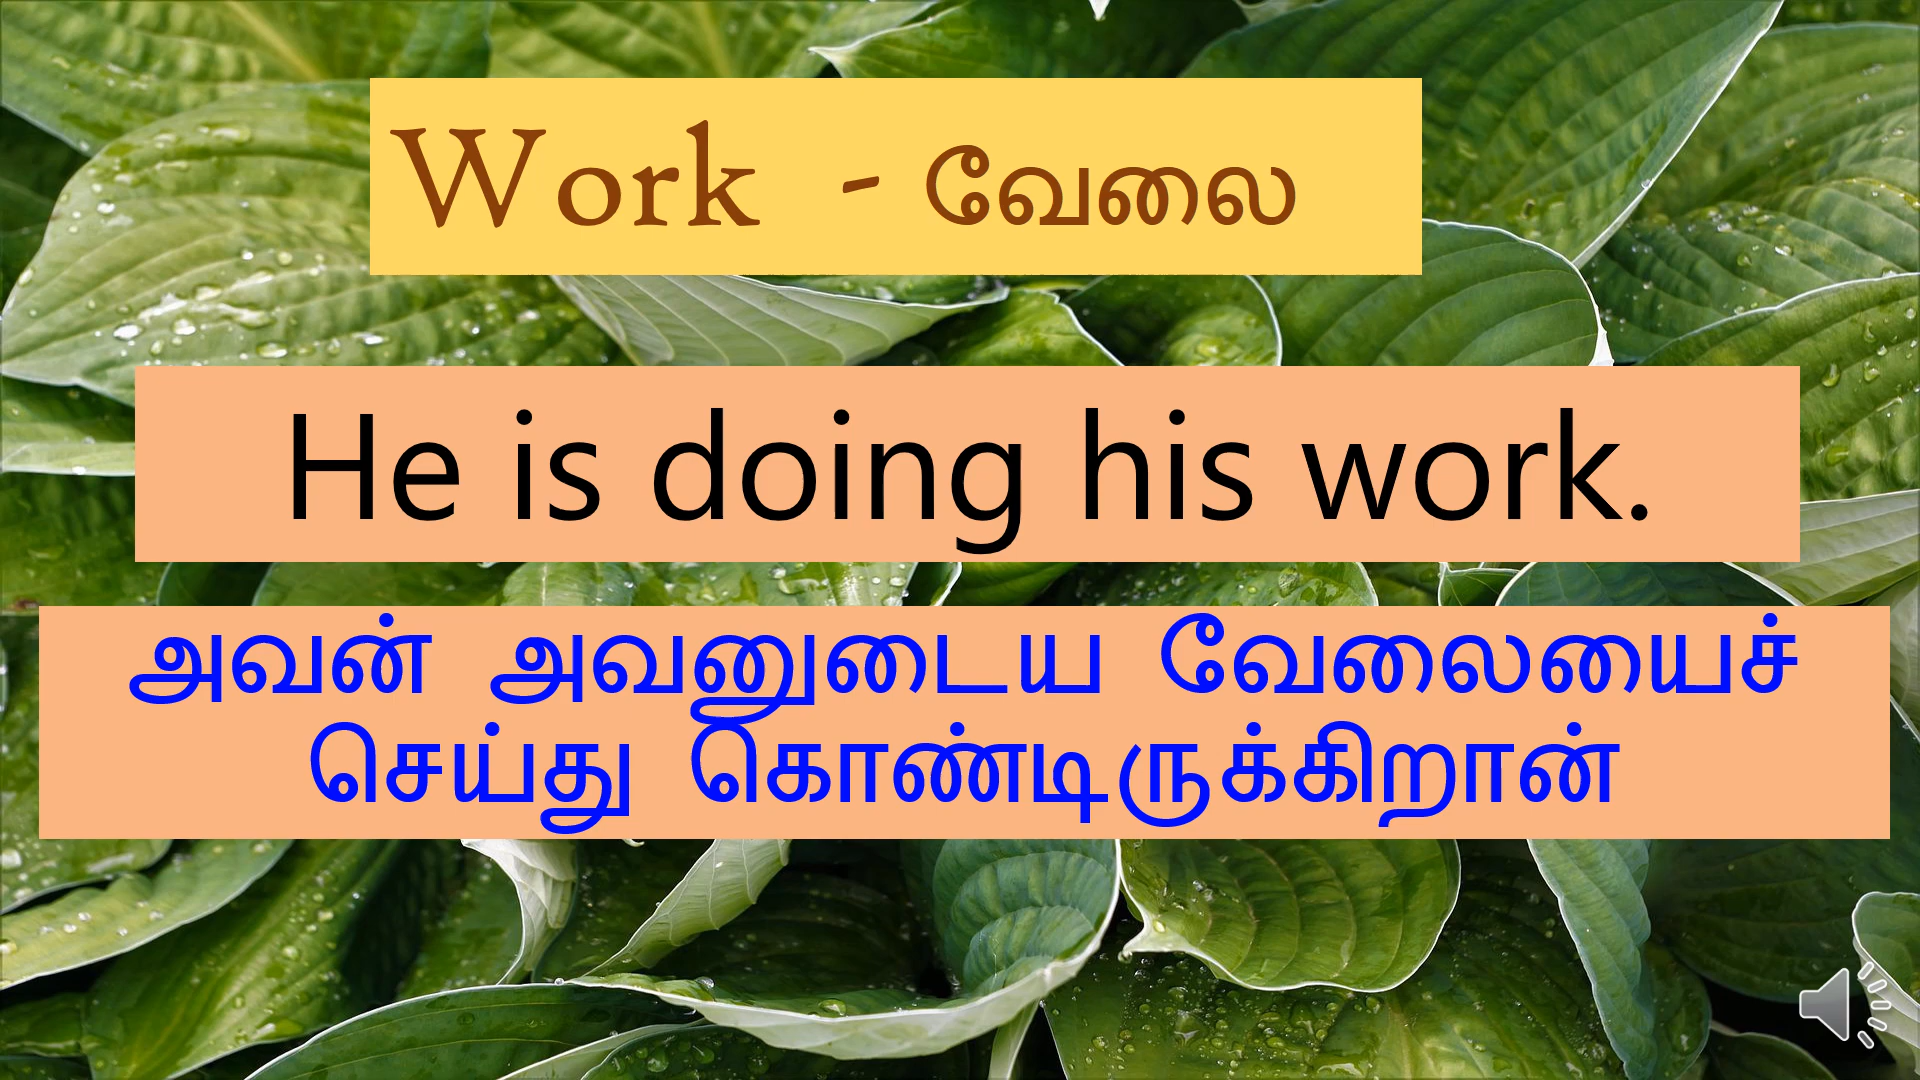 Work - வேலை
He is doing his work.
அவன் அவனுடைய வேலையைச்
செய்து கொண்டிருக்கிறான்